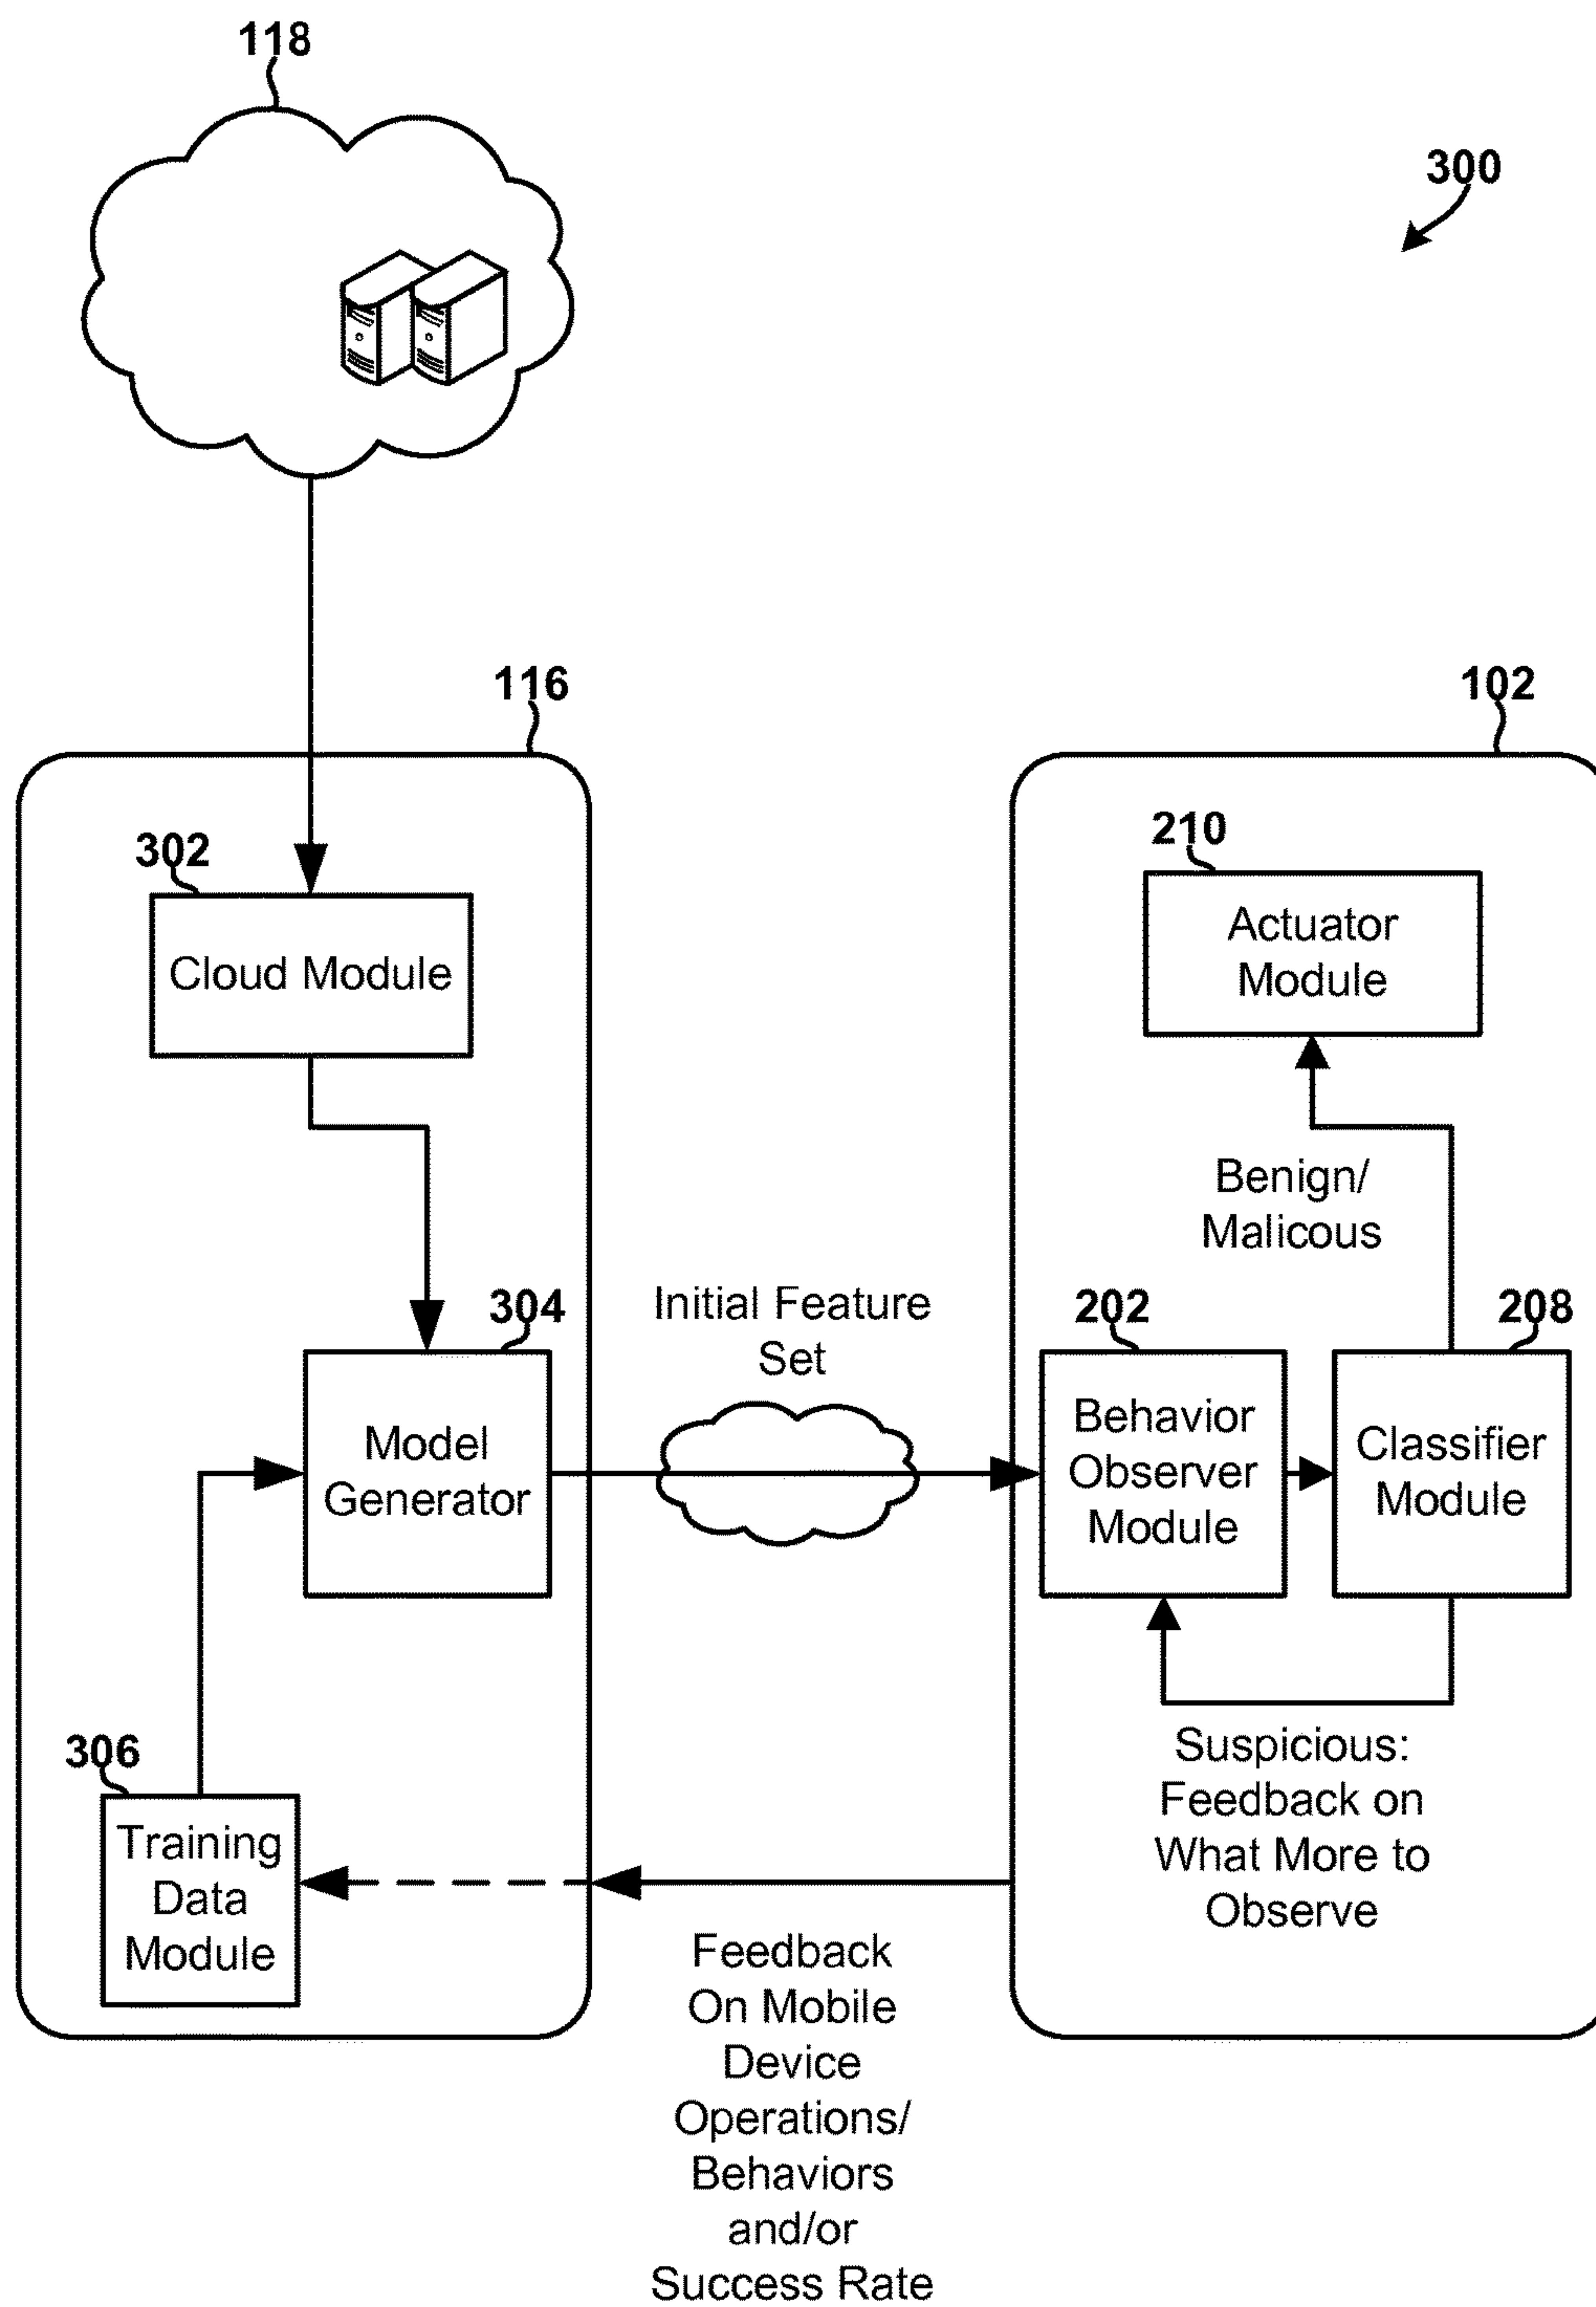 118
300
116
102
302
Cloud Module
210
Actuator
Module
Benign/
Malicous
304
Model
Generator
Initial Feature
Set
202
Behavior
Observer
Module
208
Classifier
Module
Suspicious:
Feedback on
What More to
Observe
306
Training
Data
Module
Feedback
On Mobile
Device
Operations/
Behaviors
and/or
Success Rate